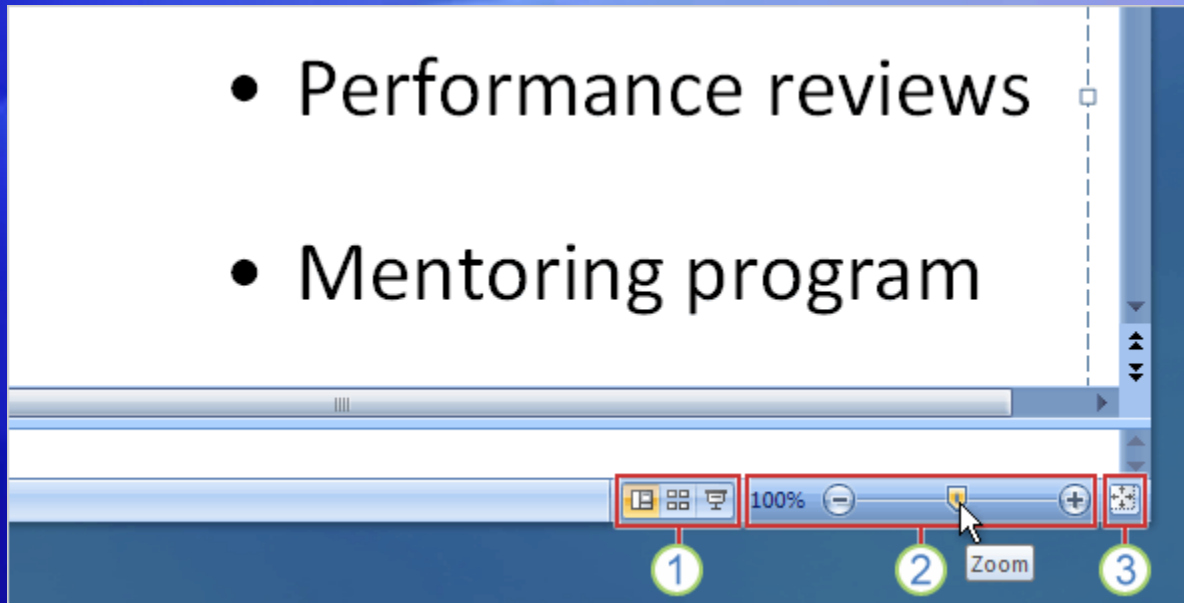 • Performance reviews
• Mentoring program
100%
Zoom
1 2 3